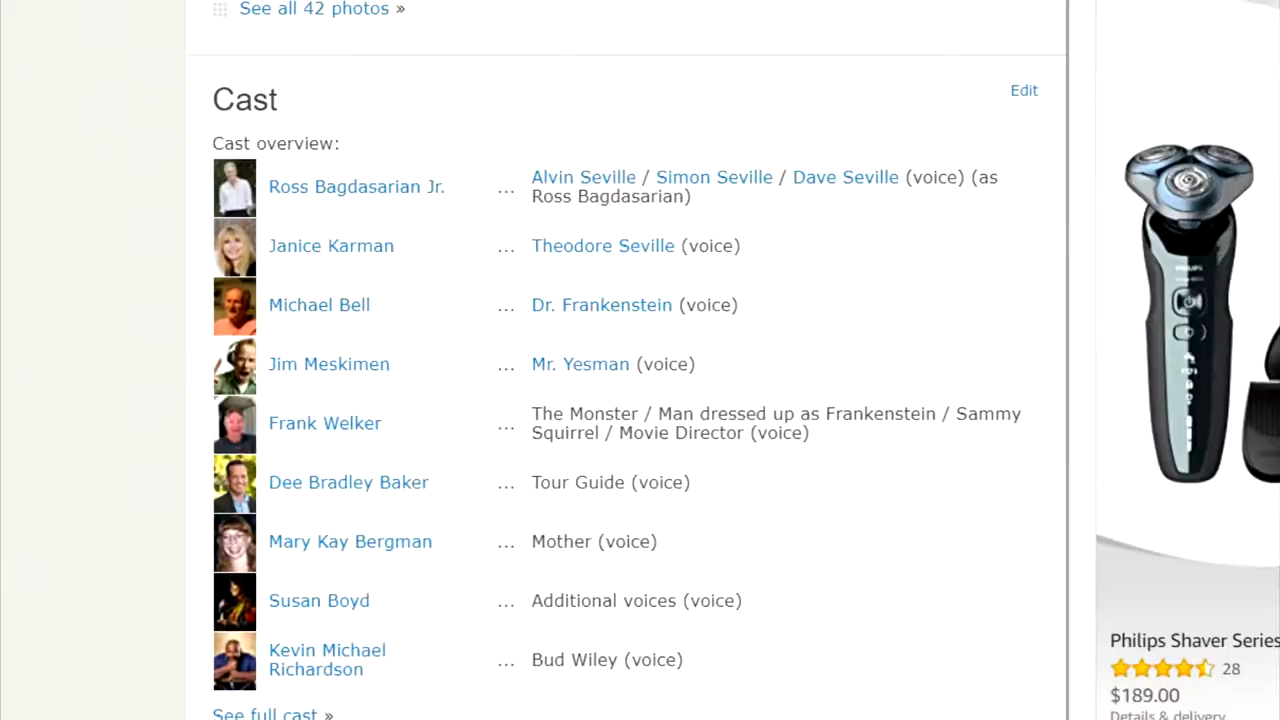 See all 42 photos »
Cast
Edit
Cast overview:
Ross Bagdasarian Jr. ... Alvin Seville / Simon Seville / Dave Seville (voice) (as
Ross Bagdasarian)
Janice Karman ... Theodore Seville (voice)
Michael Bell ... Dr. Frankenstein (voice)
Jim Meskimen ... Mr. Yesman (voice)
Frank Welker ... The Monster / Man dressed up as Frankenstein / Sammy
Squirrel / Movie Director (voice)
Dee Bradley Baker ... Tour Guide (voice)
Mary Kay Bergman ... Mother (voice)
Susan Boyd ... Additional voices (voice)
Kevin Michael
Richardson ... Bud Wiley (voice)
See full cast »
PHILIPS
Philips Shaver Series
28
$189.00
Details & delivery